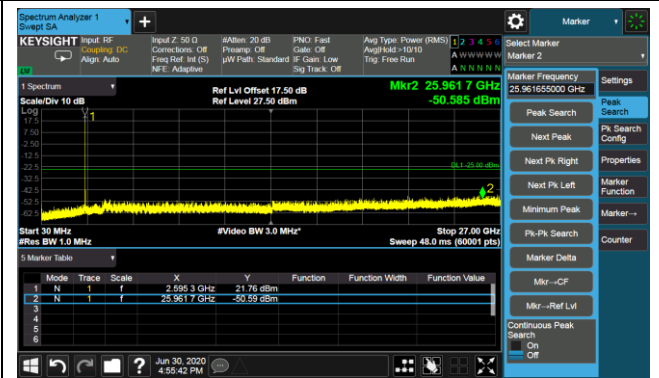 Spectrum Analyzer 1
Swept SA
+
Marker
KEYSIGHT Input: RF Input Z: 50 Ω #Atten: 20 dB PNO: Fast Avg Type: Power (RMS) 1 2 3 4 5 6
Coupling: DC Corrections: Off Preamp: Off Gate: Off Avg|Hold:>10/10
Align: Auto Freq Ref: Int (S) µW Path: Standard IF Gain: Low Trig: Free Run A W W W W W
NFE: Adaptive Sig Track: Off A N N N N N
Select Marker
Marker 2
1 Spectrum
Scale/Div 10 dB
Ref Lvl Offset 17.50 dB
Ref Level 27.50 dBm
Mkr2 25.961 7 GHz
-50.585 dBm
Log
17.5
7.50
-2.50
-12.5
-22.5
-32.5
-42.5
-52.5
-62.5
1
DL1 -25.00 dBm
2
Start 30 MHz
#Res BW 1.0 MHz
#Video BW 3.0 MHz*
Stop 27.00 GHz
Sweep 48.0 ms (60001 pts)
5 Marker Table
Mode Trace Scale X Y Function Function Width Function Value
1 N 1 f 2.595 3 GHz 21.76 dBm
2 N 1 f 25.961 7 GHz -50.59 dBm
3
4
5
6
Marker Frequency
25.961655000 GHz
Peak Search
Next Peak
Next Pk Right
Next Pk Left
Minimum Peak
Pk-Pk Search
Marker Delta
Mkr→CF
Mkr→Ref Lvl
Continuous Peak
Search
On
Off
Settings
Peak
Search
Pk Search
Config
Properties
Marker
Function
Marker→
Counter
?
Jun 30, 2020
4:55:42 PM